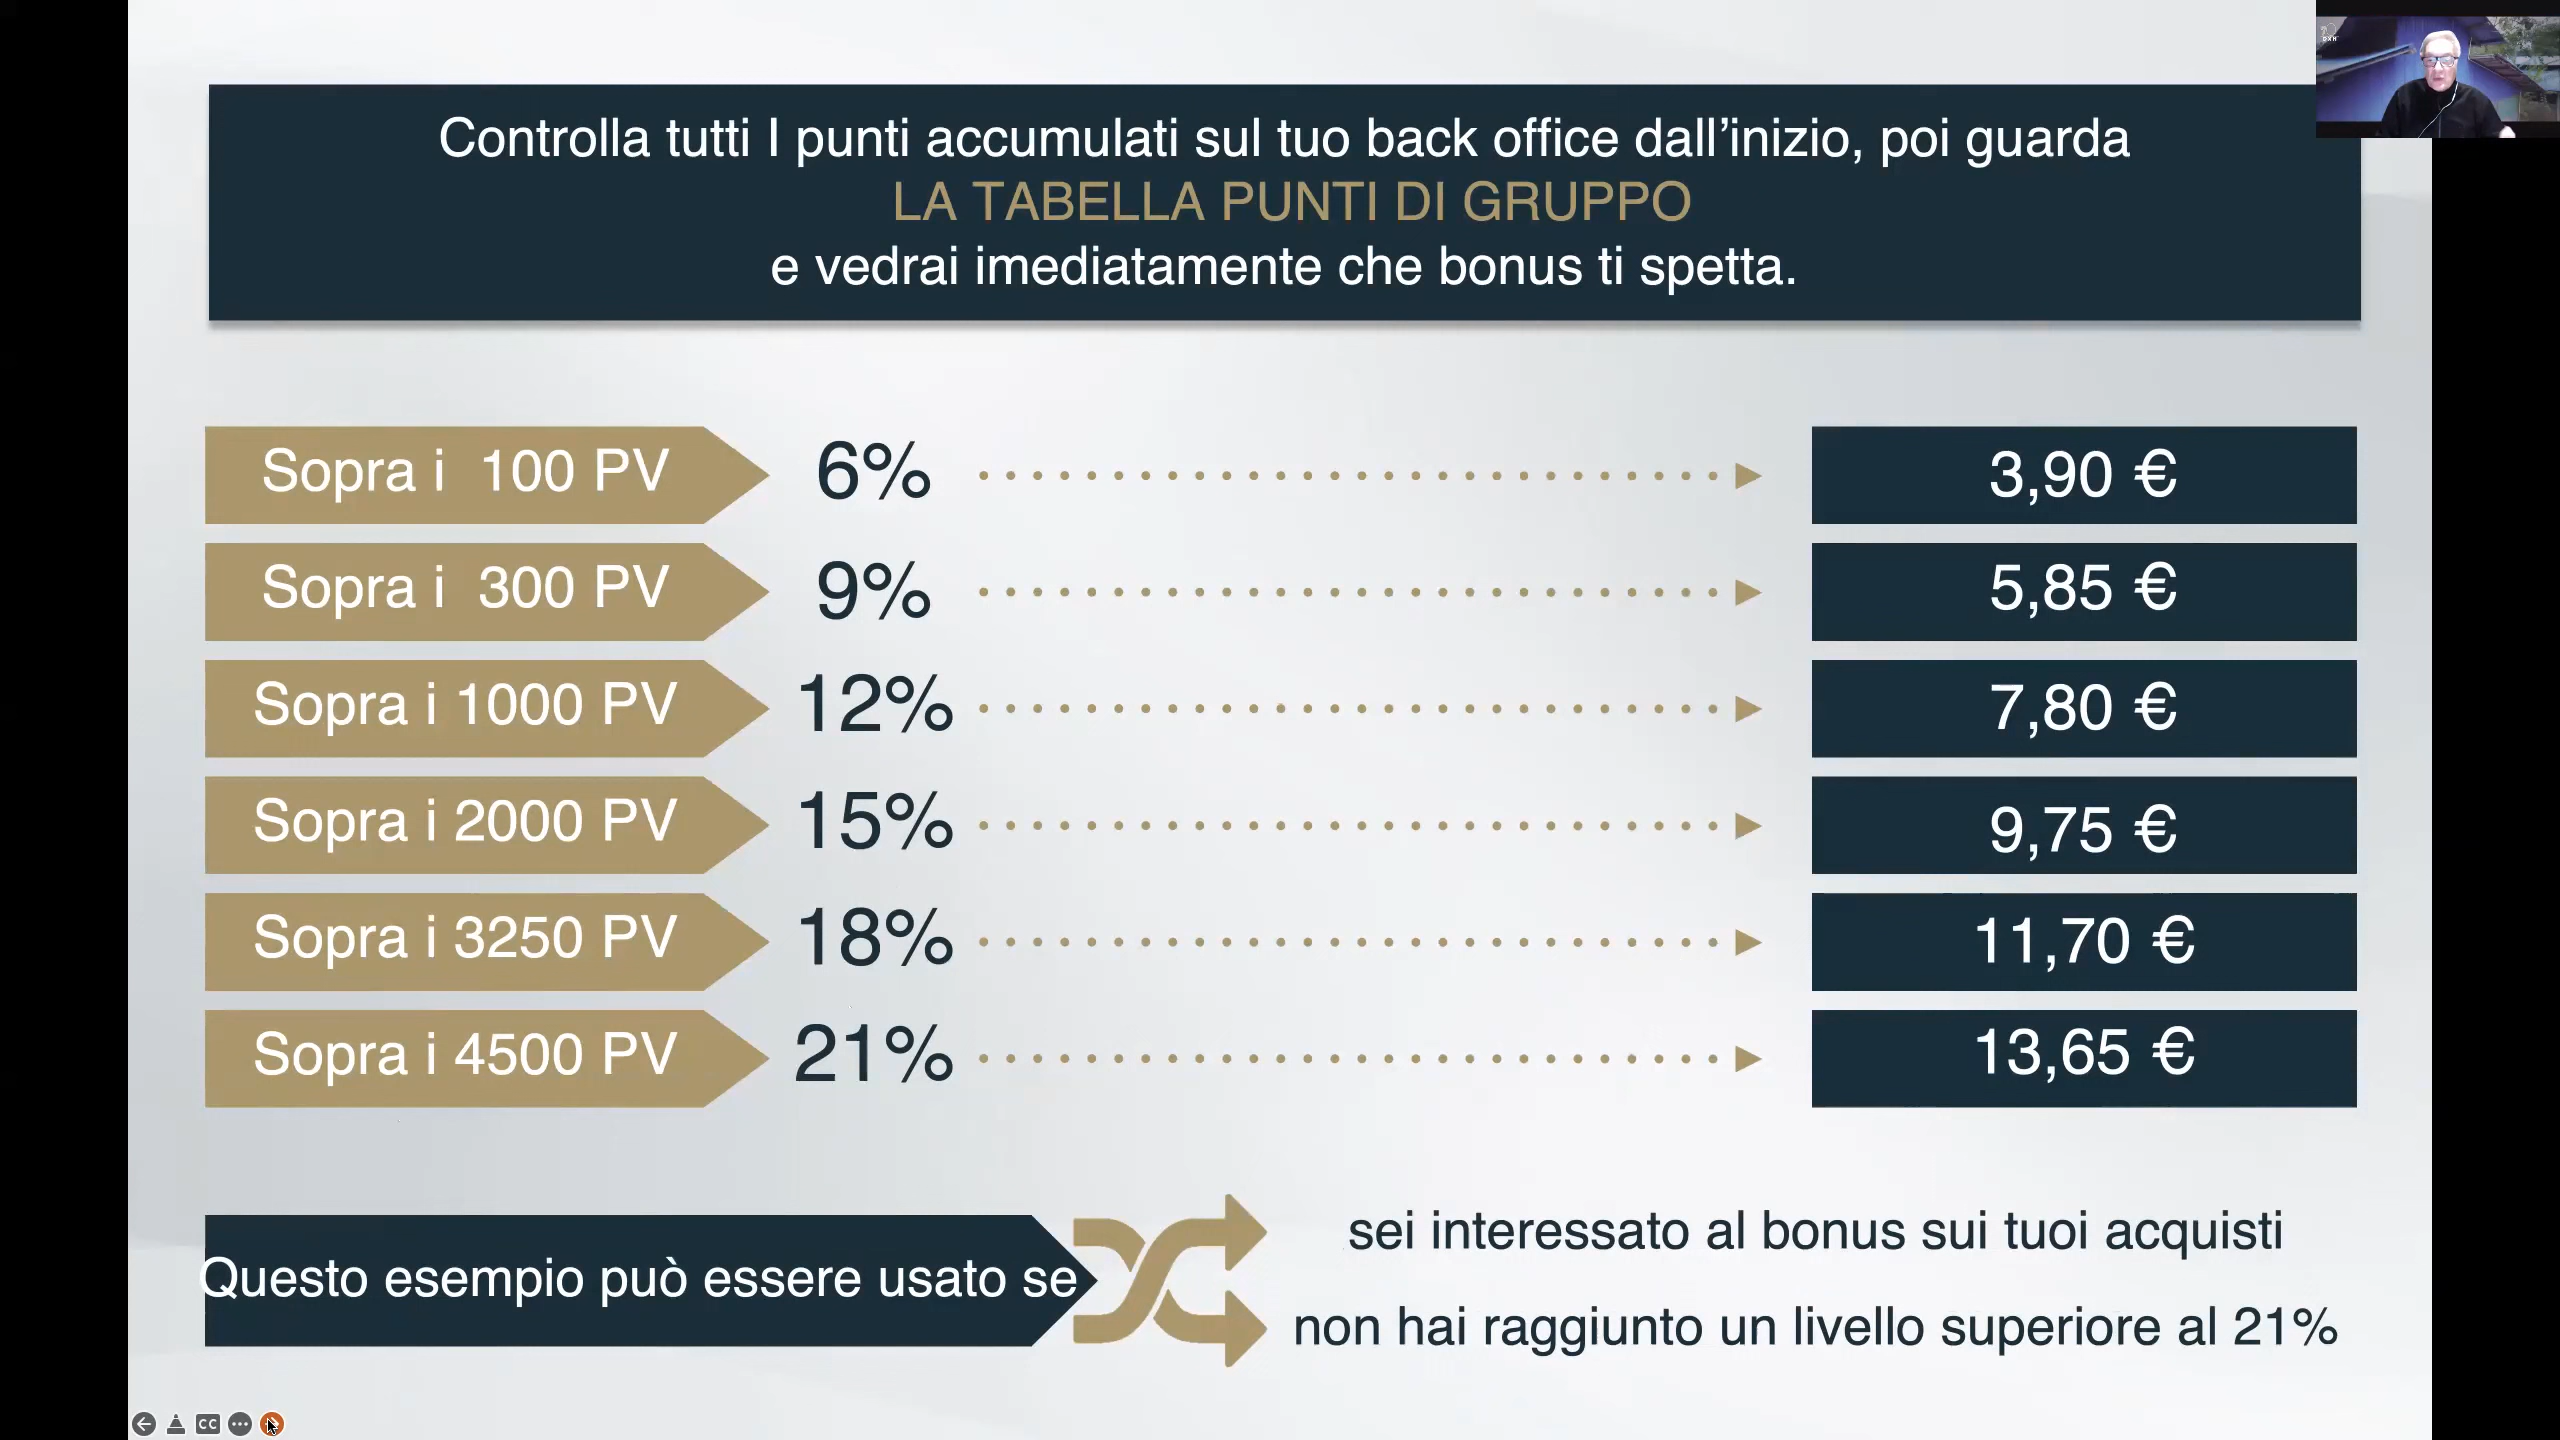 Controlla tutti I punti accumulati sul tuo back office dall’inizio, poi guarda
LA TABELLA PUNTI DI GRUPPO
e vedrai imediatamente che bonus ti spetta.
Sopra i 100 PV 6% 3,90 €
Sopra i 300 PV 9% 5,85 €
Sopra i 1000 PV 12% 7,80 €
Sopra i 2000 PV 15% 9,75 €
Sopra i 3250 PV 18% 11,70 €
Sopra i 4500 PV 21% 13,65 €
Questo esempio può essere usato se
sei interessato al bonus sui tuoi acquisti
non hai raggiunto un livello superiore al 21%
CC